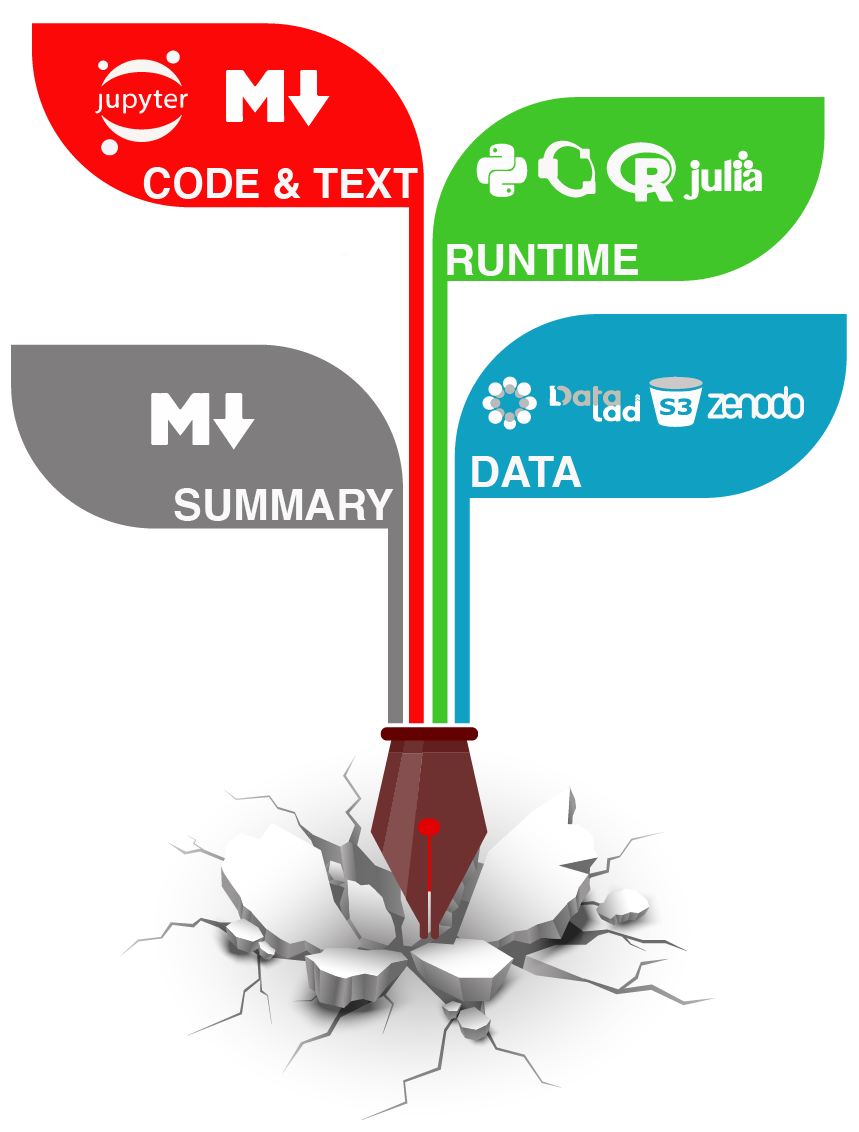 jupyter M
CODE & TEXT
R julia
RUNTIME
M
SUMMARY
Data
lad S3 zenodo
DATA